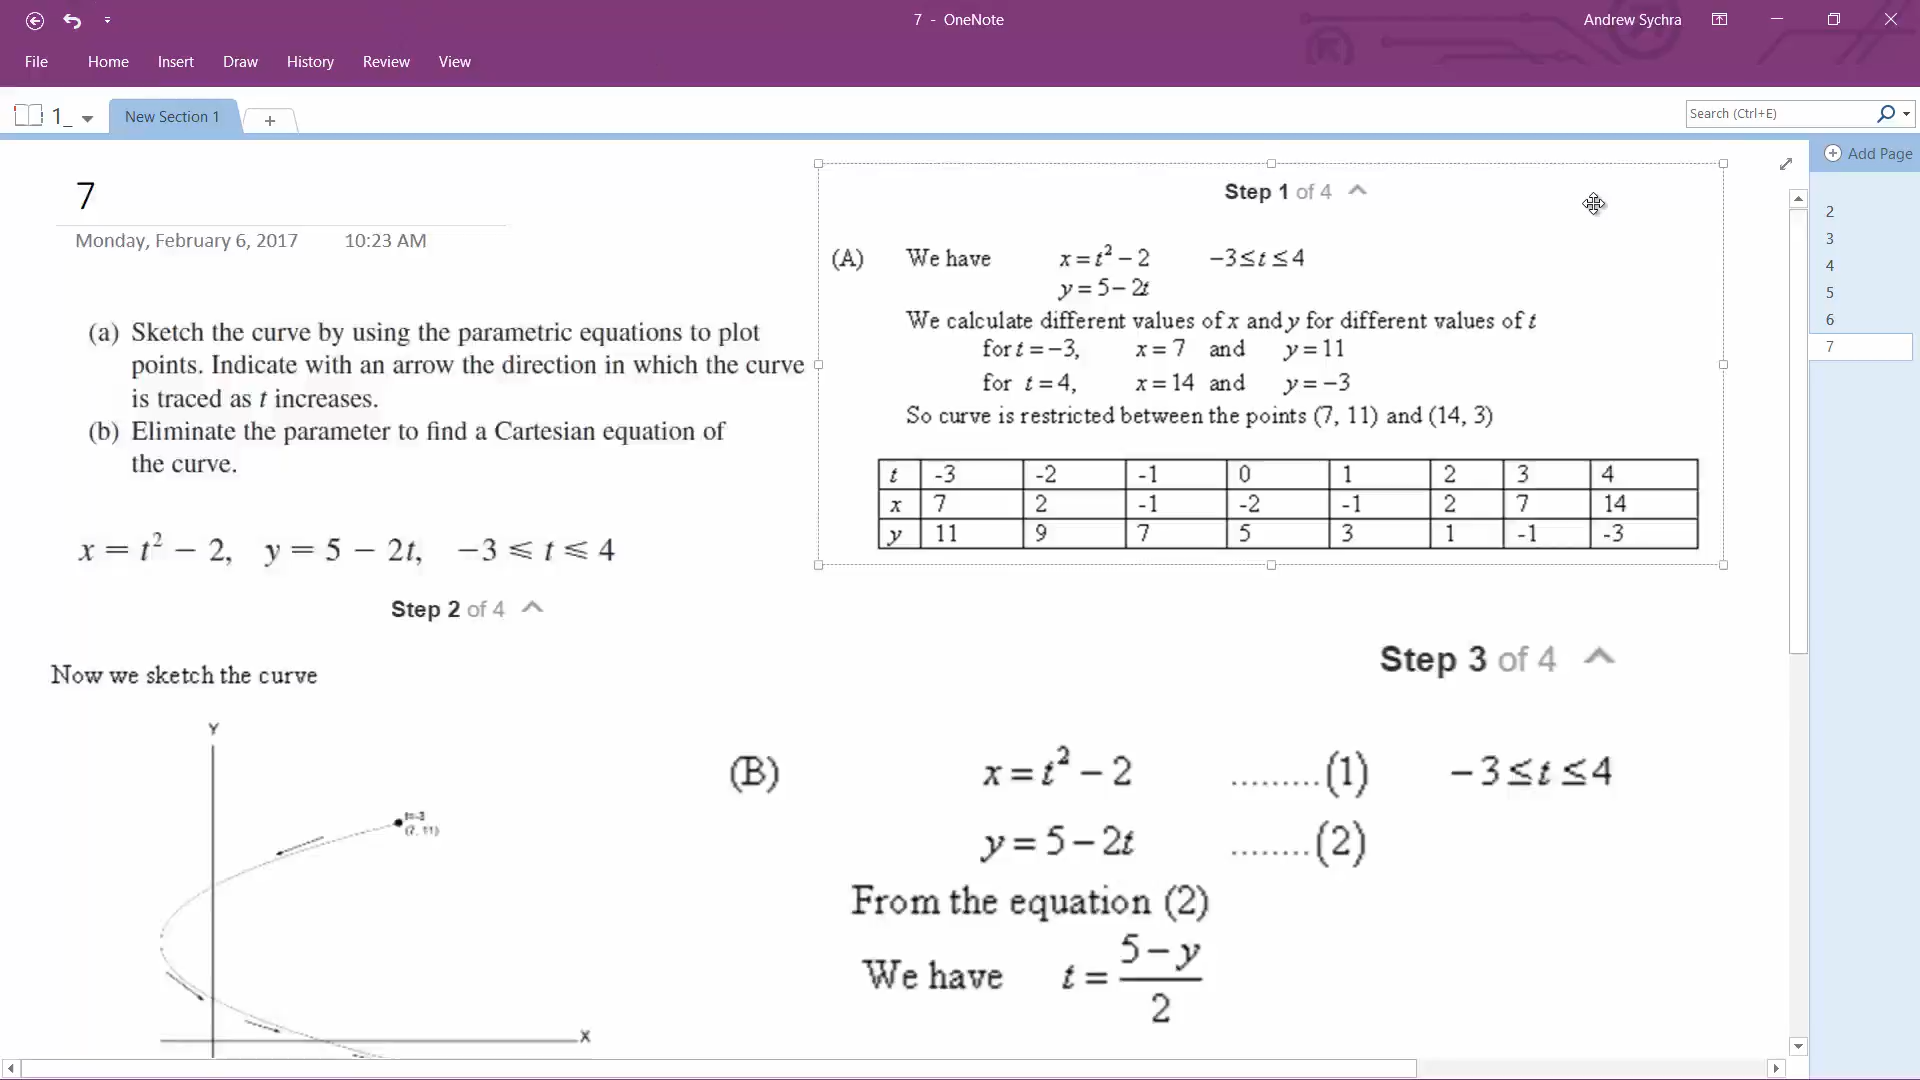 7 - OneNote
Andrew Sychra
File Home Insert Draw History Review View
1_
New Section 1
+
Search (Ctrl+E)
Add Page
2
3
4
5
6
7
7
Monday, February 6, 2017 10:23 AM
(a) Sketch the curve by using the parametric equations to plot
points. Indicate with an arrow the direction in which the curve
is traced as t increases.
(b) Eliminate the parameter to find a Cartesian equation of
the curve.
x = t² − 2, y = 5 − 2t, −3 ⩽ t ⩽ 4
Step 1 of 4
(A) We have x = t² − 2 −3 ≤ t ≤ 4
y = 5 − 2t
We calculate different values of x and y for different values of t
for t = −3, x = 7 and y = 11
for t = 4, x = 14 and y = −3
So curve is restricted between the points (7, 11) and (14, 3)
t -3 -2 -1 0 1 2 3 4
x 7 2 -1 -2 -1 2 7 14
y 11 9 7 5 3 1 -1 -3
Step 2 of 4
Now we sketch the curve
Y
t=-3
(7, 11)
X
Step 3 of 4
(B) x = t² − 2 .........(1) −3 ≤ t ≤ 4
y = 5 − 2t ........(2)
From the equation (2)
We have t = (5 − y)/2